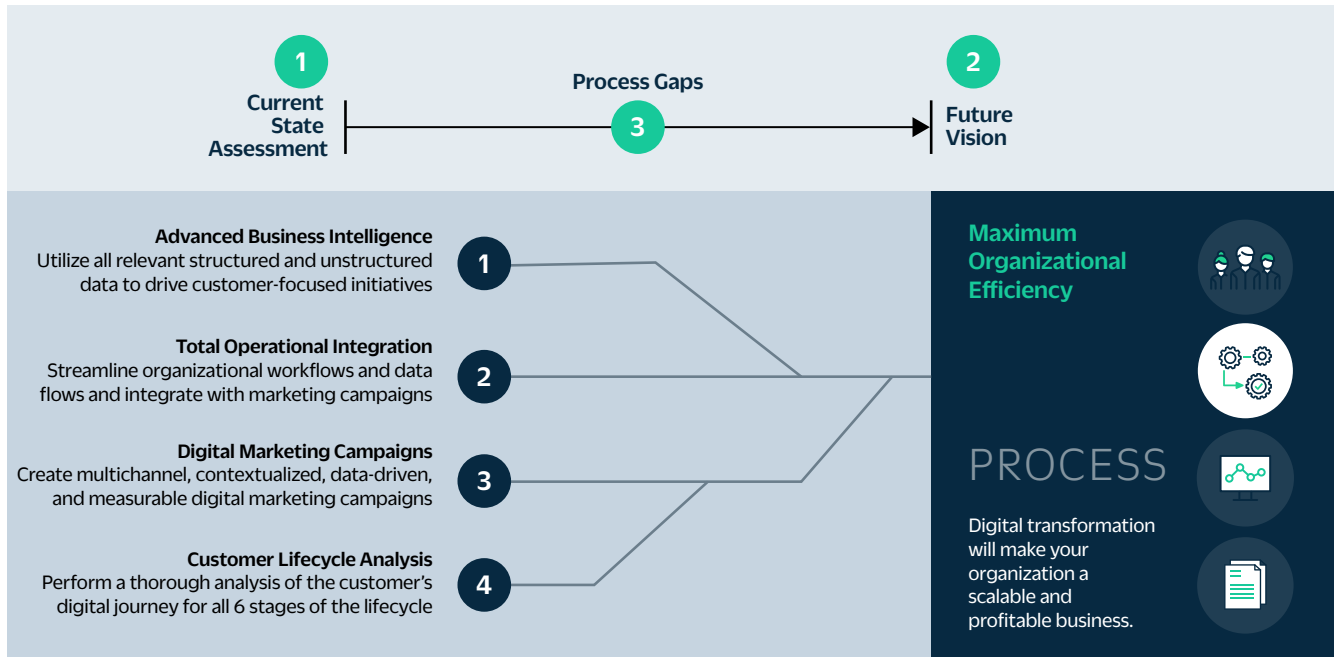 1
Current
State
Assessment
Process Gaps
3
2
Future
Vision
Advanced Business Intelligence
Utilize all relevant structured and unstructured
data to drive customer-focused initiatives
1
Total Operational Integration
Streamline organizational workflows and data
flows and integrate with marketing campaigns
2
Digital Marketing Campaigns
Create multichannel, contextualized, data-driven,
and measurable digital marketing campaigns
3
Customer Lifecycle Analysis
Perform a thorough analysis of the customer's
digital journey for all 6 stages of the lifecycle
4
Maximum
Organizational
Efficiency
PROCESS
Digital transformation
will make your
organization a
scalable and
profitable business.